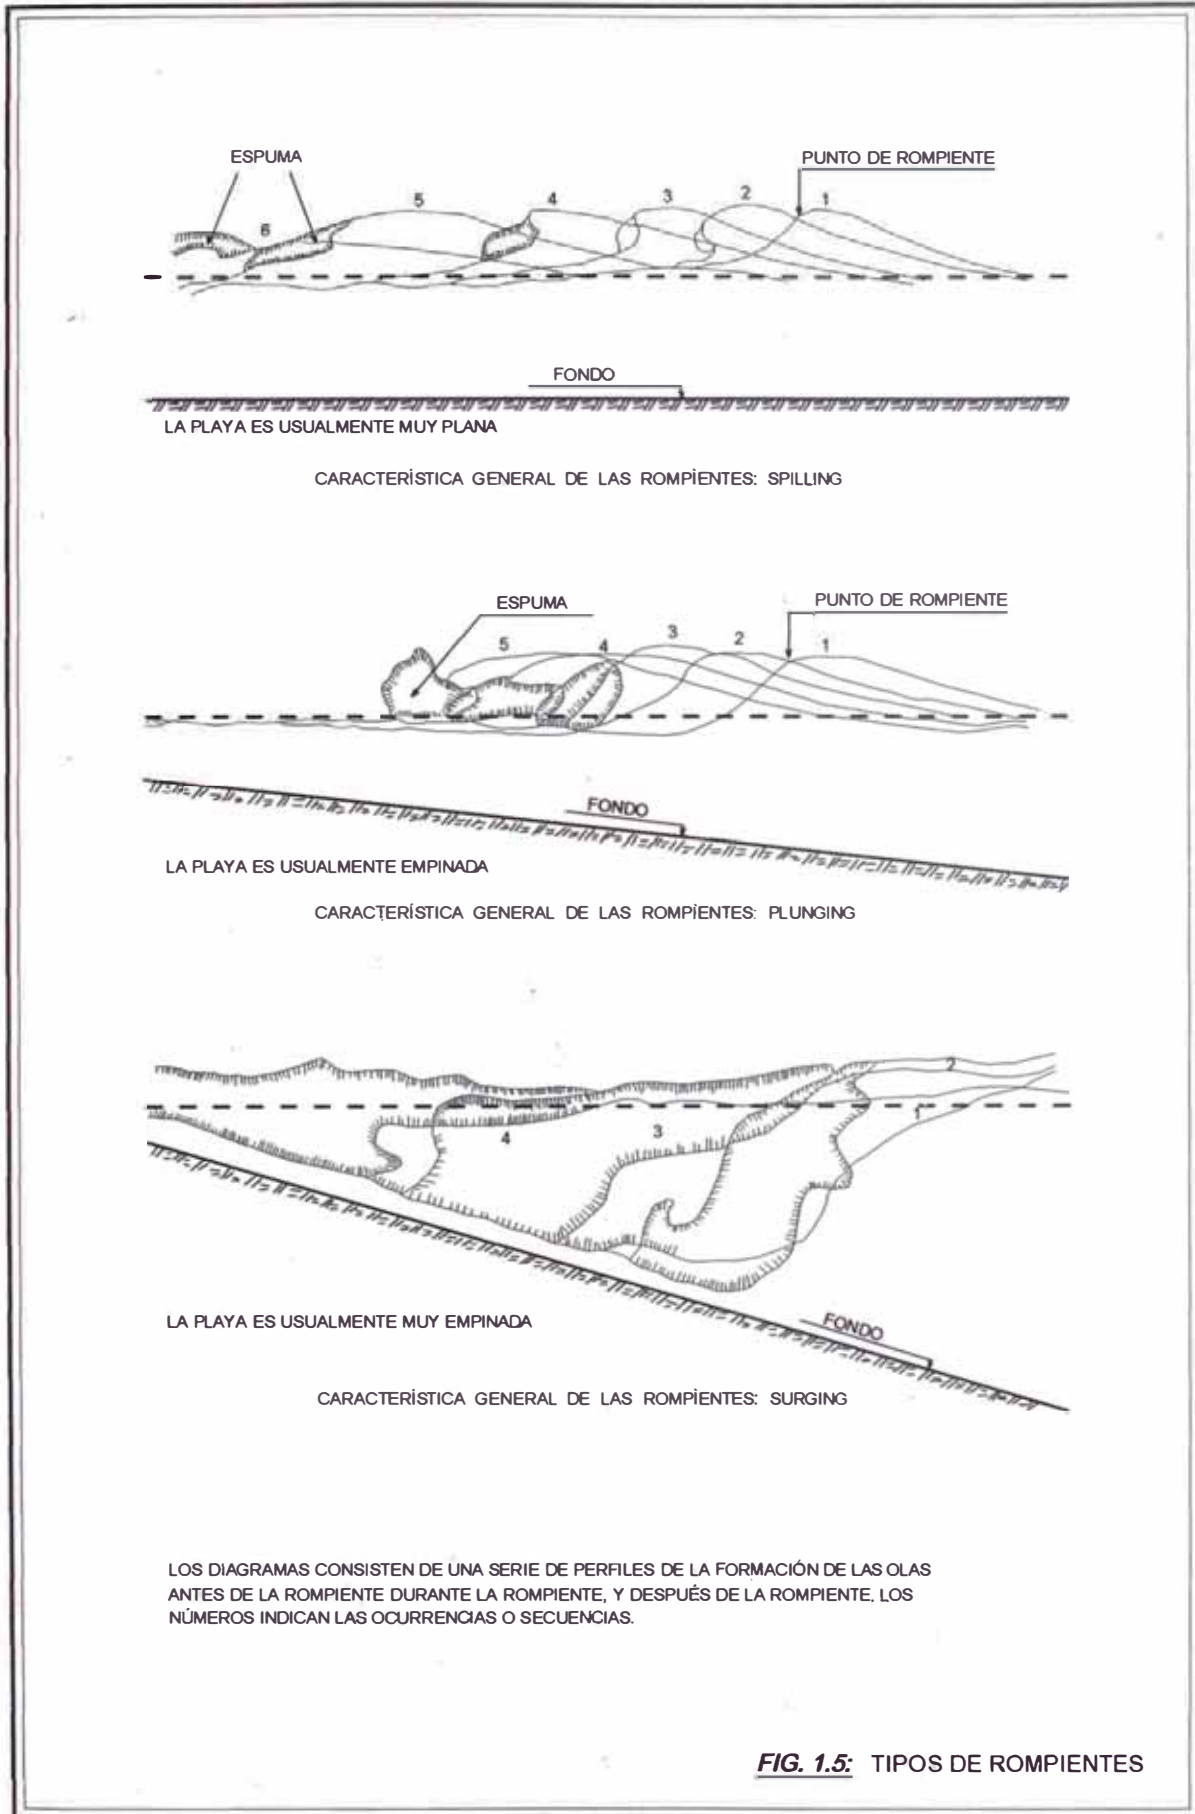 ESPUMA
PUNTO DE ROMPIENTE
1
2
3
4
5
6
FONDO
LA PLAYA ES USUALMENTE MUY PLANA
CARACTERÍSTICA GENERAL DE LAS ROMPÌENTES: SPILLING
ESPUMA
PUNTO DE ROMPIENTE
5
4
3
2
1
FONDO
LA PLAYA ES USUALMENTE EMPINADA
CARACTERÍSTICA GENERAL DE LAS ROMPÌENTES: PLUNGING
2
1
3
4
LA PLAYA ES USUALMENTE MUY EMPINADA
FONDO
CARACTERÍSTICA GENERAL DE LAS ROMPÌENTES: SURGING
LOS DIAGRAMAS CONSISTEN DE UNA SERIE DE PERFILES DE LA FORMACIÓN DE LAS OLAS
ANTES DE LA ROMPIENTE DURANTE LA ROMPIENTE, Y DESPUÉS DE LA ROMPIENTE. LOS
NÚMEROS INDICAN LAS OCURRENCIAS O SECUENCIAS.
FIG. 1.5: TIPOS DE ROMPIENTES